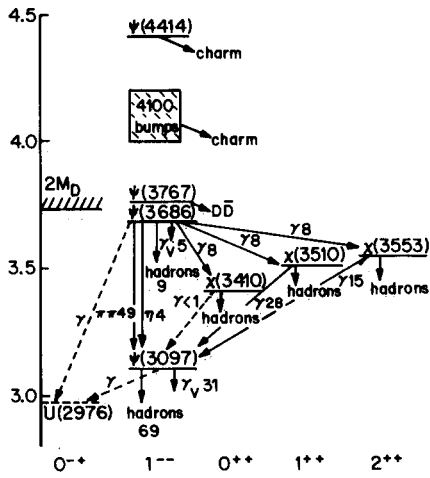 4.5
ψ(4414)
charm
4100
bumps
charm
4.0
2M_D
ψ(3767)
DD̄
ψ(3686)
γ8
γ_V 5
γ8
γ8
χ(3553)
χ(3510)
3.5
hadrons
9
χ(3410)
γ15
hadrons
hadrons
γ
ππ49
η4
γ<1
hadrons
γ28
ψ(3097)
γ
γ_V 31
3.0
U(2976)
hadrons
69
0⁻⁺
1⁻⁻
0⁺⁺
1⁺⁺
2⁺⁺